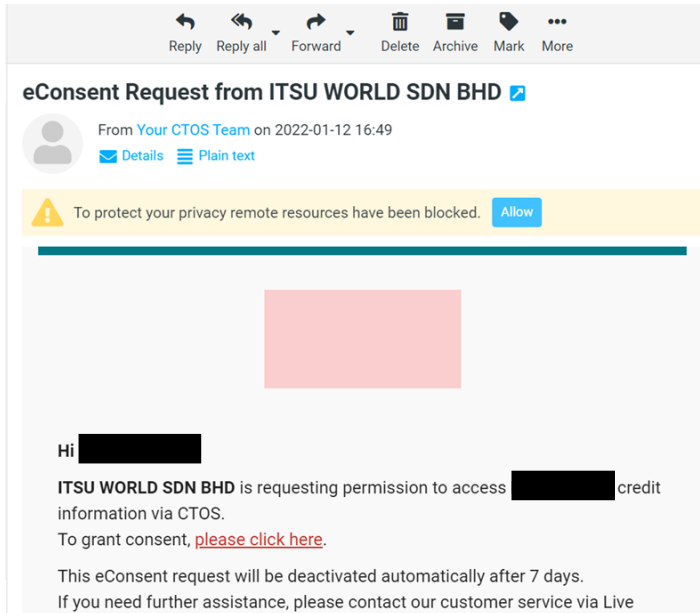 Reply Reply all Forward Delete Archive Mark More
eConsent Request from ITSU WORLD SDN BHD
From Your CTOS Team on 2022-01-12 16:49
Details Plain text
To protect your privacy remote resources have been blocked. Allow
Hi
ITSU WORLD SDN BHD is requesting permission to access credit
information via CTOS.
To grant consent, please click here.
This eConsent request will be deactivated automatically after 7 days.
If you need further assistance, please contact our customer service via Live